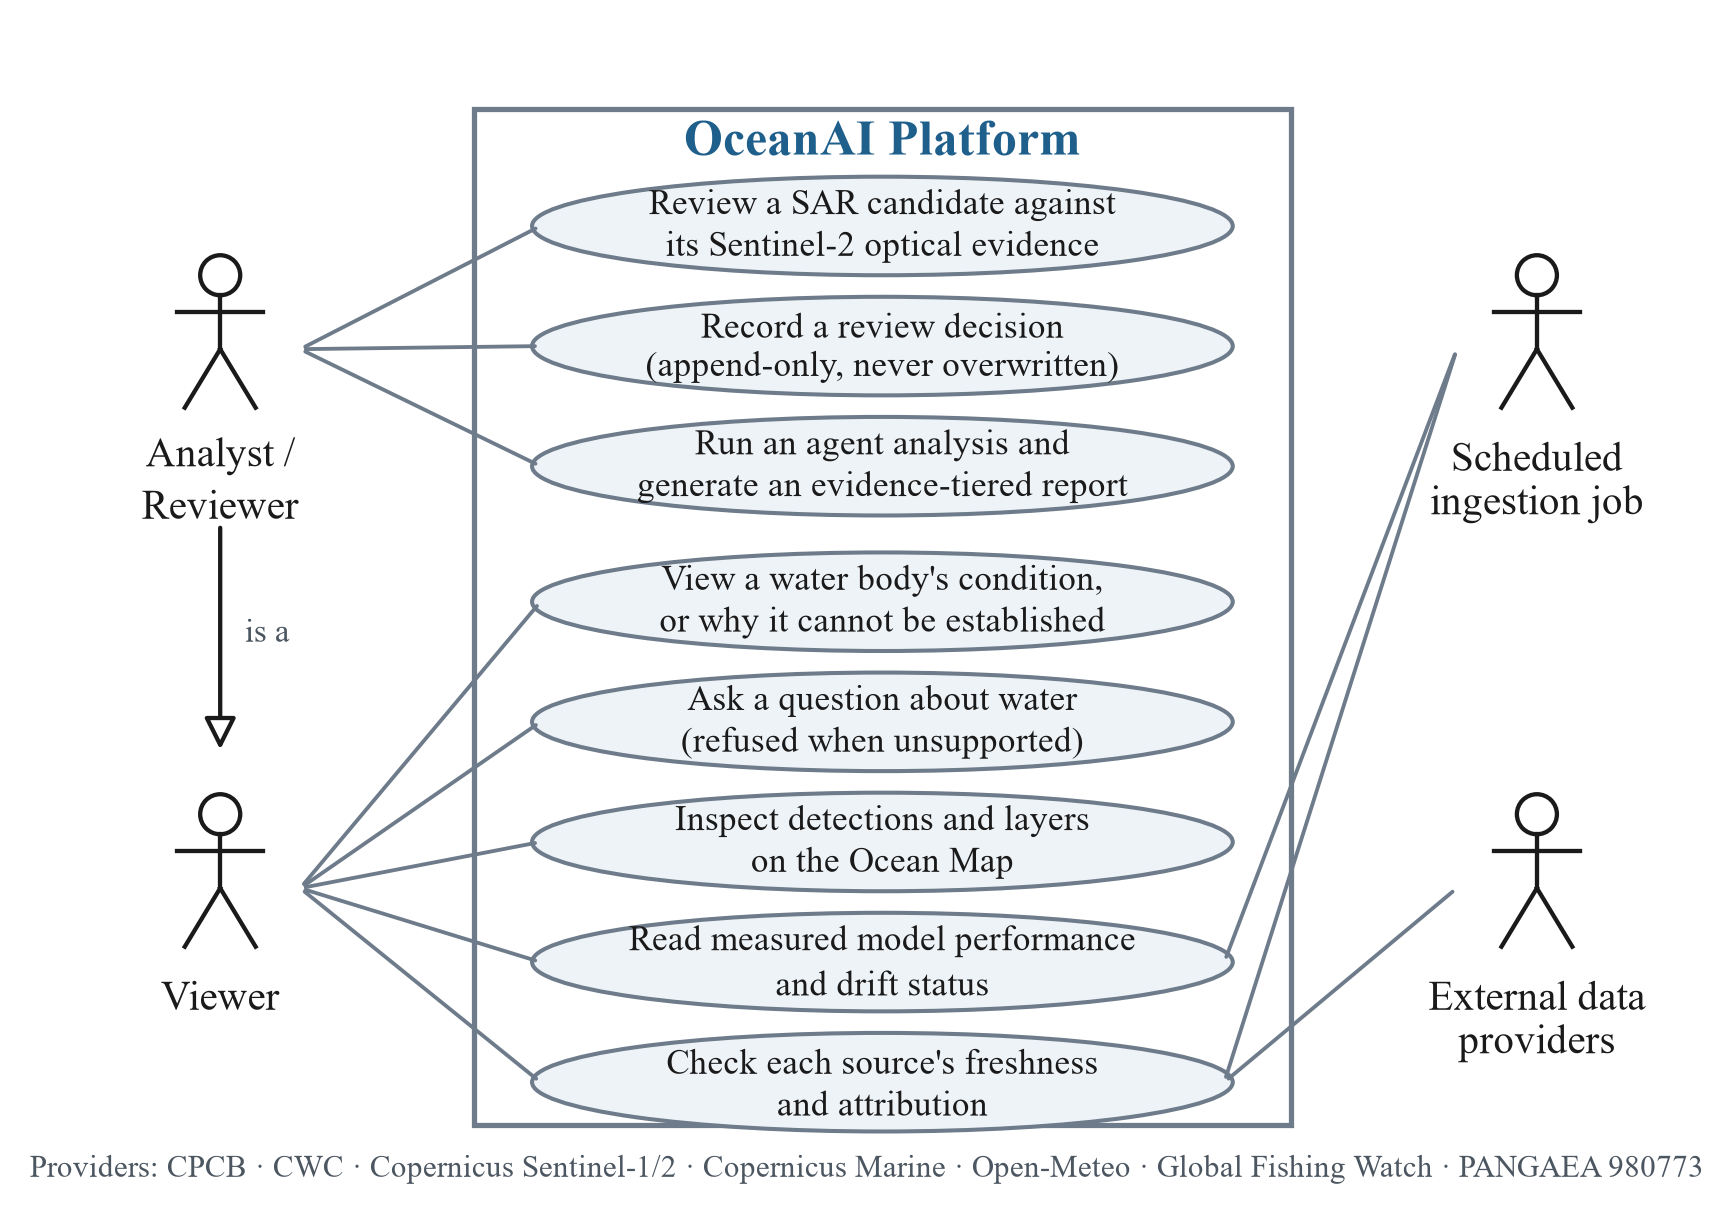 OceanAI Platform
Review a SAR candidate against
its Sentinel-2 optical evidence
Record a review decision
(append-only, never overwritten)
Run an agent analysis and
generate an evidence-tiered report
View a water body's condition,
or why it cannot be established
Ask a question about water
(refused when unsupported)
Inspect detections and layers
on the Ocean Map
Read measured model performance
and drift status
Check each source's freshness
and attribution
Analyst /
Reviewer
is a
Viewer
Scheduled
ingestion job
External data
providers
Providers: CPCB · CWC · Copernicus Sentinel-1/2 · Copernicus Marine · Open-Meteo · Global Fishing Watch · PANGAEA 980773